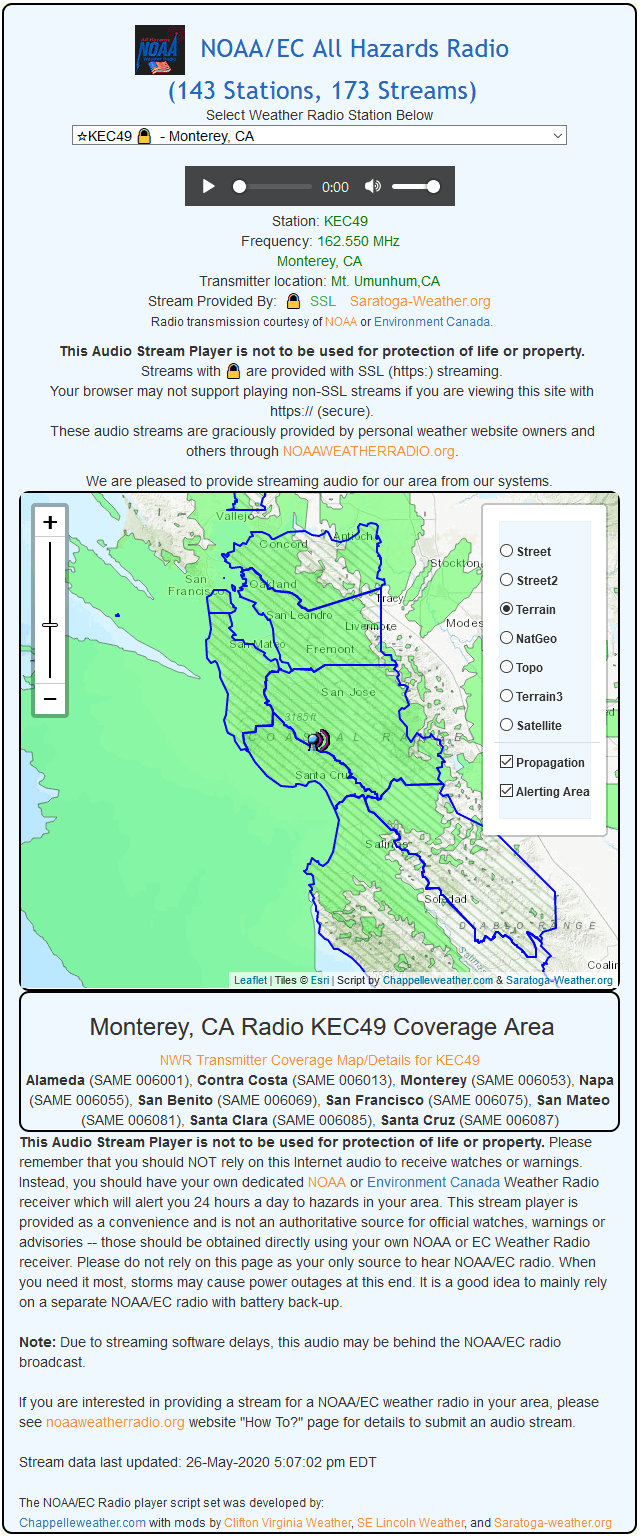 All Hazards
NOAA
Weather Radio
NOAA/EC All Hazards Radio
(143 Stations, 173 Streams)
Select Weather Radio Station Below
☆KEC49 🔒 - Monterey, CA
0:00
Station: KEC49
Frequency: 162.550 MHz
Monterey, CA
Transmitter location: Mt. Umunhum,CA
Stream Provided By: 🔒 SSL Saratoga-Weather.org
Radio transmission courtesy of NOAA or Environment Canada.
This Audio Stream Player is not to be used for protection of life or property.
Streams with 🔒 are provided with SSL (https:) streaming.
Your browser may not support playing non-SSL streams if you are viewing this site with
https:// (secure).
These audio streams are graciously provided by personal weather website owners and
others through NOAAWEATHERRADIO.org.
We are pleased to provide streaming audio for our area from our systems.
Vallejo
Antioch
Concord
Stockton
San
Francisco
Oakland
Tracy
San Leandro
Livermore
Modes
San Mateo
Fremont
San Jose
3185ft
COASTAL RANGE
Santa Cruz
Salinas
Soledad
DIABLO RANGE
Salinas
Coalin
+
−
Street
Street2
Terrain
NatGeo
Topo
Terrain3
Satellite
Propagation
Alerting Area
Leaflet | Tiles © Esri | Script by Chappelleweather.com & Saratoga-Weather.org
Monterey, CA Radio KEC49 Coverage Area
NWR Transmitter Coverage Map/Details for KEC49
Alameda (SAME 006001), Contra Costa (SAME 006013), Monterey (SAME 006053), Napa
(SAME 006055), San Benito (SAME 006069), San Francisco (SAME 006075), San Mateo
(SAME 006081), Santa Clara (SAME 006085), Santa Cruz (SAME 006087)
This Audio Stream Player is not to be used for protection of life or property. Please
remember that you should NOT rely on this Internet audio to receive watches or warnings.
Instead, you should have your own dedicated NOAA or Environment Canada Weather Radio
receiver which will alert you 24 hours a day to hazards in your area. This stream player is
provided as a convenience and is not an authoritative source for official watches, warnings or
advisories -- those should be obtained directly using your own NOAA or EC Weather Radio
receiver. Please do not rely on this page as your only source to hear NOAA/EC radio. When
you need it most, storms may cause power outages at this end. It is a good idea to mainly rely
on a separate NOAA/EC radio with battery back-up.
Note: Due to streaming software delays, this audio may be behind the NOAA/EC radio
broadcast.
If you are interested in providing a stream for a NOAA/EC weather radio in your area, please
see noaaweatherradio.org website "How To?" page for details to submit an audio stream.
Stream data last updated: 26-May-2020 5:07:02 pm EDT
The NOAA/EC Radio player script set was developed by:
Chappelleweather.com with mods by Clifton Virginia Weather, SE Lincoln Weather, and Saratoga-weather.org